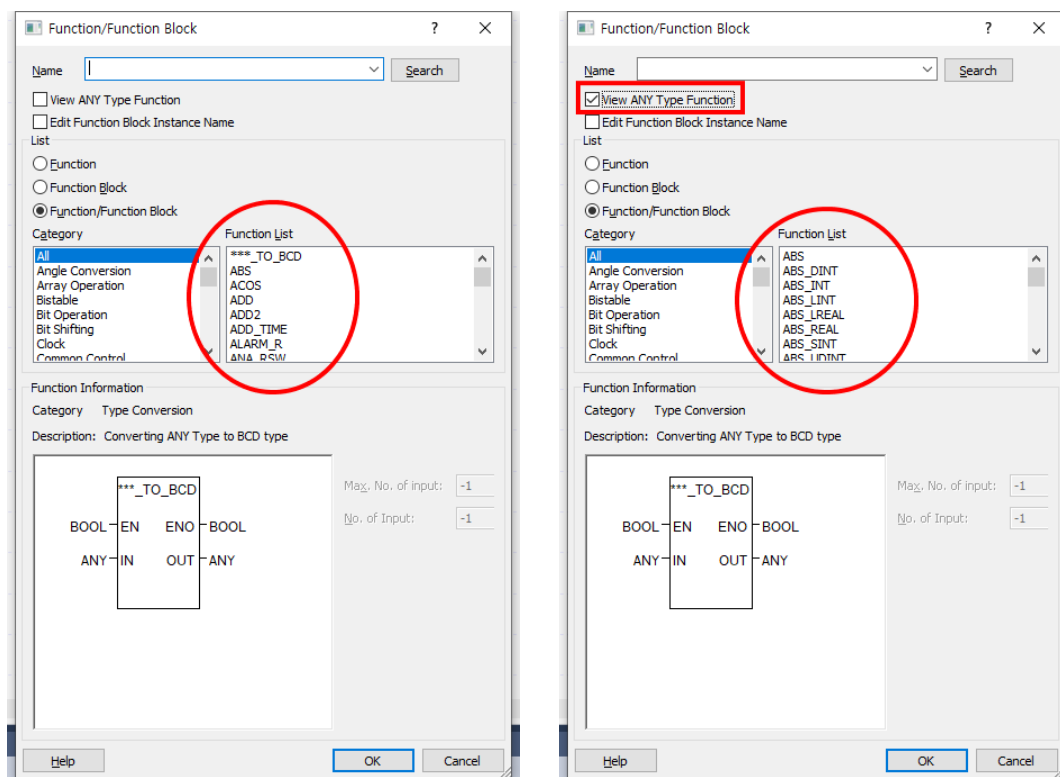 Function/Function Block ? ×
Name Search
View ANY Type Function
Edit Function Block Instance Name
List
Function
Function Block
Function/Function Block
Category Function List
All
Angle Conversion
Array Operation
Bistable
Bit Operation
Bit Shifting
Clock
Common Control
***_TO_BCD
ABS
ACOS
ADD
ADD2
ADD_TIME
ALARM_R
ANA_RSW
Function Information
Category Type Conversion
Description: Converting ANY Type to BCD type
***_TO_BCD
BOOL EN ENO BOOL
ANY IN OUT ANY
Max. No. of input: -1
No. of Input: -1
Help OK Cancel
Function/Function Block ? ×
Name Search
View ANY Type Function
Edit Function Block Instance Name
List
Function
Function Block
Function/Function Block
Category Function List
All
Angle Conversion
Array Operation
Bistable
Bit Operation
Bit Shifting
Clock
Common Control
ABS
ABS_DINT
ABS_INT
ABS_LINT
ABS_LREAL
ABS_REAL
ABS_SINT
ABS_UDINT
Function Information
Category Type Conversion
Description: Converting ANY Type to BCD type
***_TO_BCD
BOOL EN ENO BOOL
ANY IN OUT ANY
Max. No. of input: -1
No. of Input: -1
Help OK Cancel